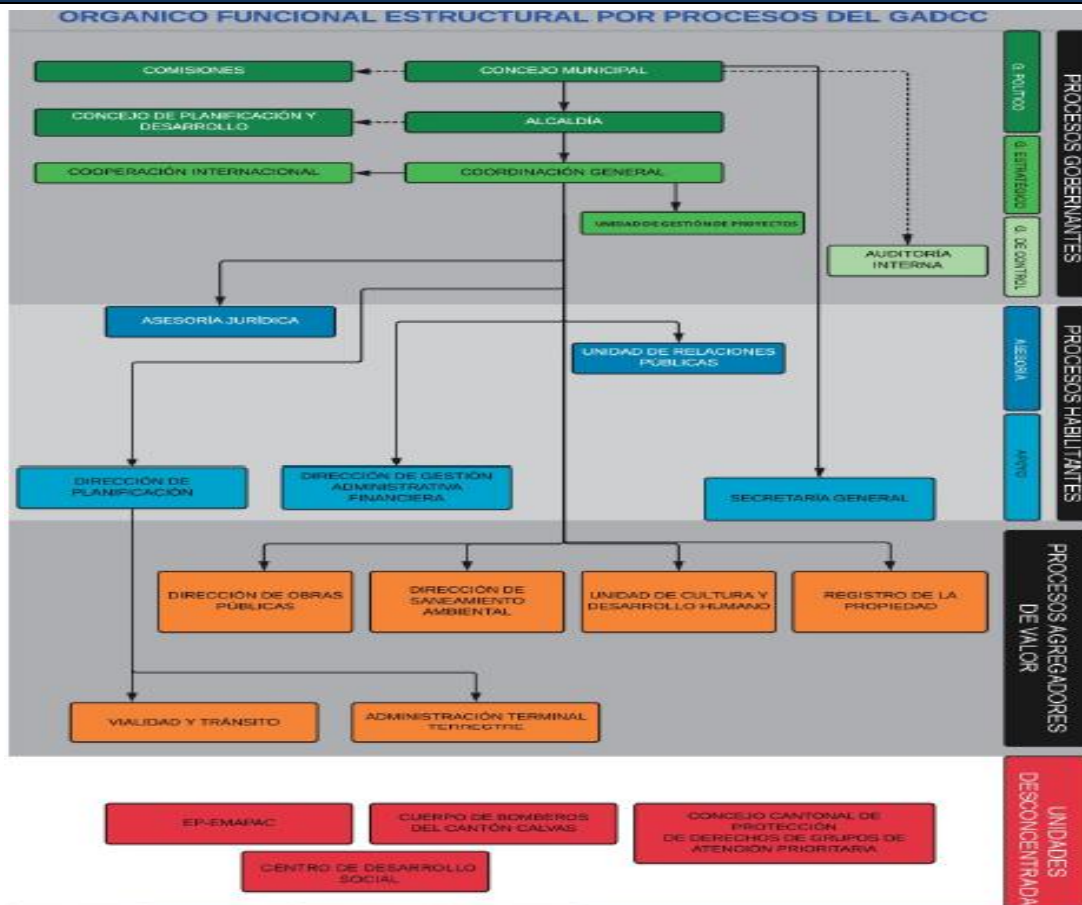 ORGANICO FUNCIONAL ESTRUCTURAL POR PROCESOS DEL GADCC
COMISIONES
CONCEJO MUNICIPAL
CONCEJO DE PLANIFICACIÓN Y
DESARROLLO
ALCALDÍA
COOPERACIÓN INTERNACIONAL
COORDINACIÓN GENERAL
UNIDAD DE GESTIÓN DE PROYECTOS
AUDITORÍA
INTERNA
G. POLITICO
G. ESTRATÉGICO
G. DE CONTROL
PROCESOS GOBERNANTES
ASESORÍA JURÍDICA
UNIDAD DE RELACIONES
PÚBLICAS
DIRECCIÓN DE
PLANIFICACIÓN
DIRECCIÓN DE GESTIÓN
ADMINISTRATIVA
FINANCIERA
SECRETARÍA GENERAL
ASESORÍA
APOYO
PROCESOS HABILITANTES
DIRECCIÓN DE OBRAS
PÚBLICAS
DIRECCIÓN DE
SANEAMIENTO
AMBIENTAL
UNIDAD DE CULTURA Y
DESARROLLO HUMANO
REGISTRO DE LA
PROPIEDAD
VIALIDAD Y TRÁNSITO
ADMINISTRACIÓN TERMINAL
TERRESTRE
PROCESOS AGREGADORES
DE VALOR
EP-EMAPAC
CUERPO DE BOMBEROS
DEL CANTÓN CALVAS
CONCEJO CANTONAL DE
PROTECCIÓN
DE DERECHOS DE GRUPOS DE
ATENCIÓN PRIORITARIA
CENTRO DE DESARROLLO
SOCIAL
UNIDADES
DESCONCENTRADA